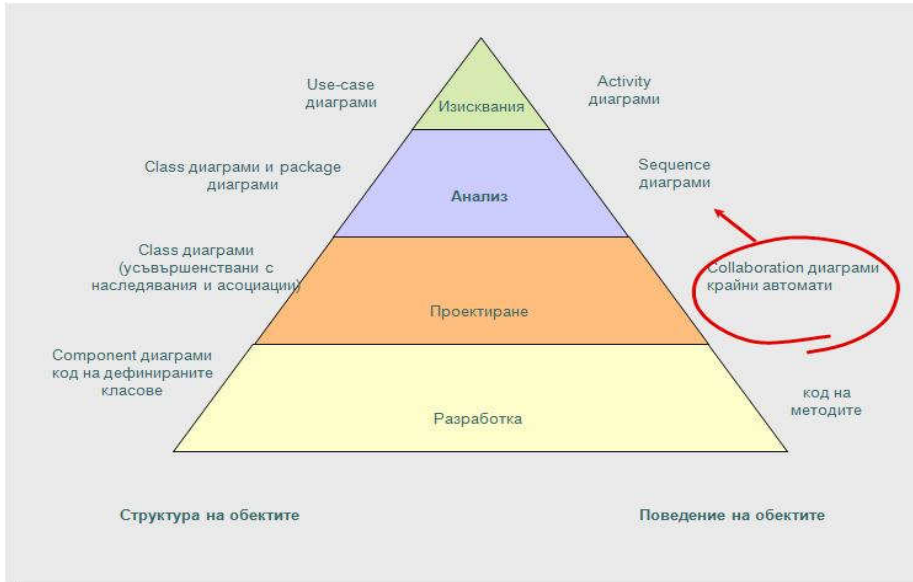 Use-case
диаграми
Изисквания
Activity
диаграми
Class диаграми и package
диаграми
Анализ
Sequence
диаграми
Class диаграми
(усъвършенствани с
наследявания и асоциации)
Проектиране
Collaboration диаграми
крайни автомати
Component диаграми
код на дефинираните
класове
Разработка
код на
методите
Структура на обектите
Поведение на обектите